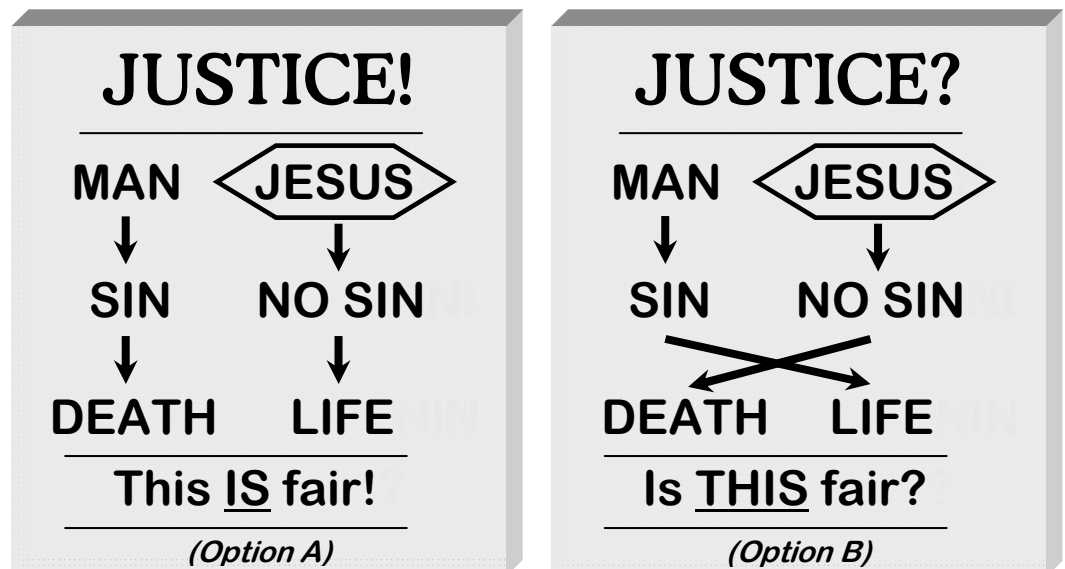 JUSTICE!
MAN JESUS
SIN NO SIN
DEATH LIFE
This IS fair!
(Option A)
JUSTICE?
MAN JESUS
SIN NO SIN
DEATH LIFE
Is THIS fair?
(Option B)